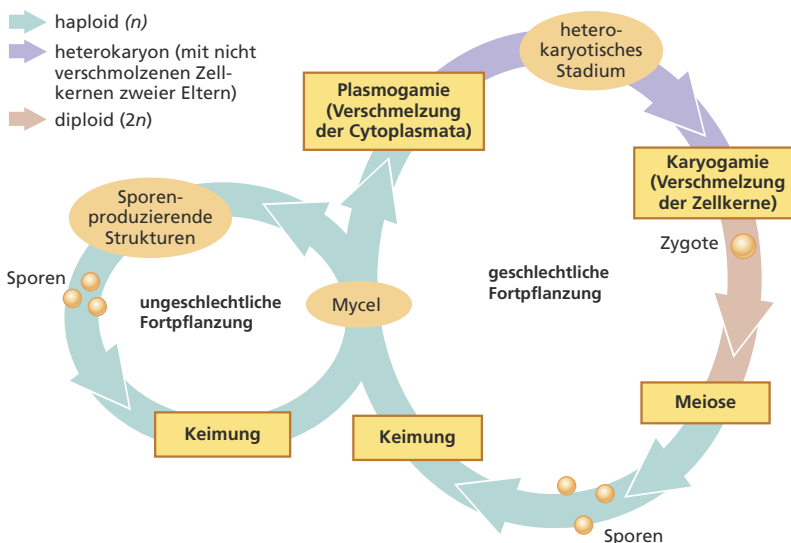 haploid (n)
heterokaryon (mit nicht
verschmolzenen Zell-
kernen zweier Eltern)
diploid (2n)
hetero-
karyotisches
Stadium
Plasmogamie
(Verschmelzung
der Cytoplasmata)
Karyogamie
(Verschmelzung
der Zellkerne)
Zygote
Sporen-
produzierende
Strukturen
Sporen
ungeschlechtliche
Fortpflanzung
Mycel
geschlechtliche
Fortpflanzung
Keimung
Keimung
Meiose
Sporen